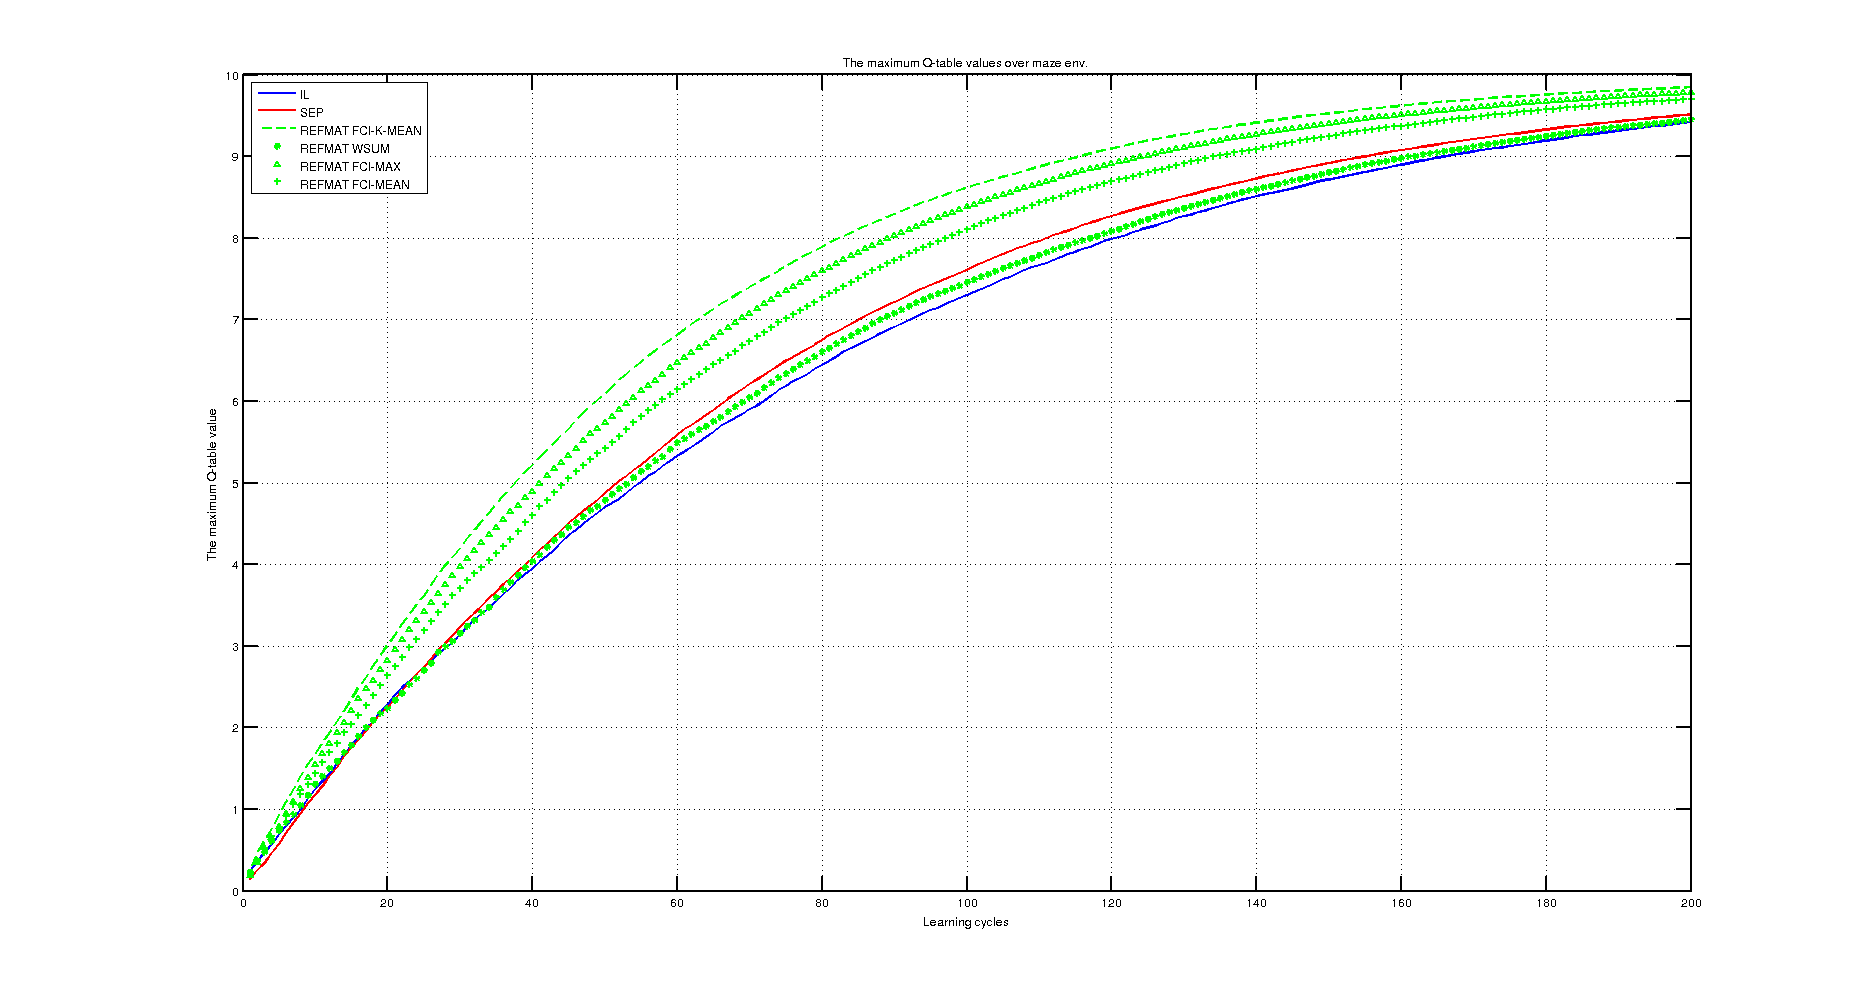 The maximum Q-table values over maze env.
IL
SEP
REFMAT FCI-K-MEAN
REFMAT WSUM
REFMAT FCI-MAX
REFMAT FCI-MEAN
The maximum Q-table value
10
9
8
7
6
5
4
3
2
1
0
0 20 40 60 80 100 120 140 160 180 200
Learning cycles